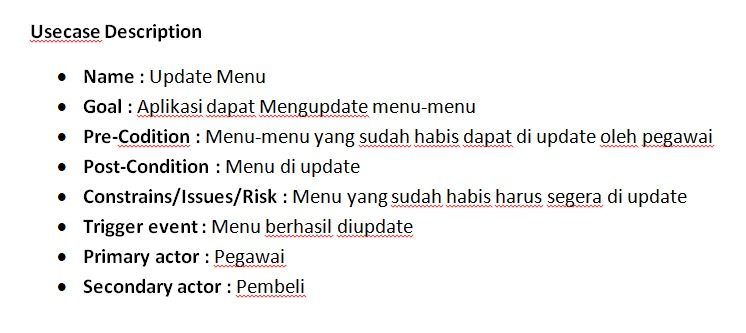 Usecase Description
• Name : Update Menu
• Goal : Aplikasi dapat Mengupdate menu-menu
• Pre-Codition : Menu-menu yang sudah habis dapat di update oleh pegawai
• Post-Condition : Menu di update
• Constrains/Issues/Risk : Menu yang sudah habis harus segera di update
• Trigger event : Menu berhasil diupdate
• Primary actor : Pegawai
• Secondary actor : Pembeli